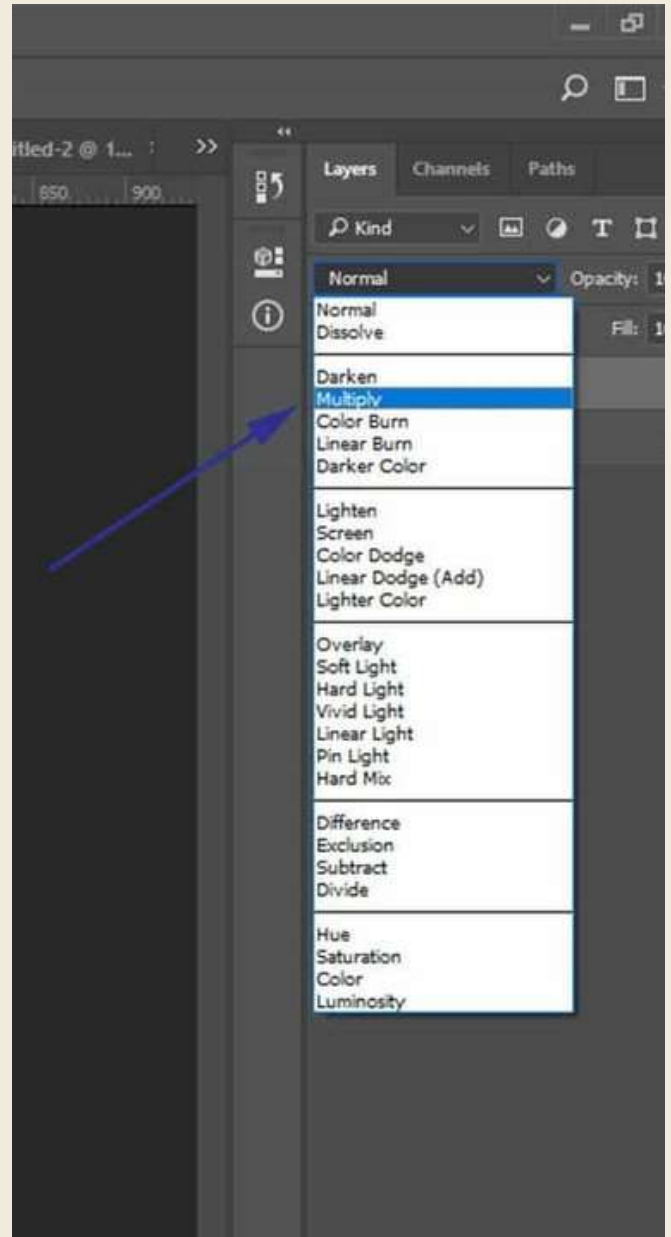 itled-2 @ 1...
850 900
Layers Channels Paths
Kind
Normal Opacity: 1
Normal
Dissolve
Fill: 1
Darken
Multiply
Color Burn
Linear Burn
Darker Color
Lighten
Screen
Color Dodge
Linear Dodge (Add)
Lighter Color
Overlay
Soft Light
Hard Light
Vivid Light
Linear Light
Pin Light
Hard Mix
Difference
Exclusion
Subtract
Divide
Hue
Saturation
Color
Luminosity